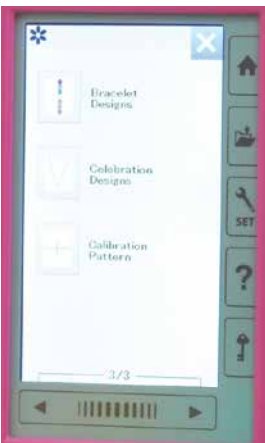 Bracelet
Designs
Celebration
Designs
Calibration
Pattern
3/3
SET
?